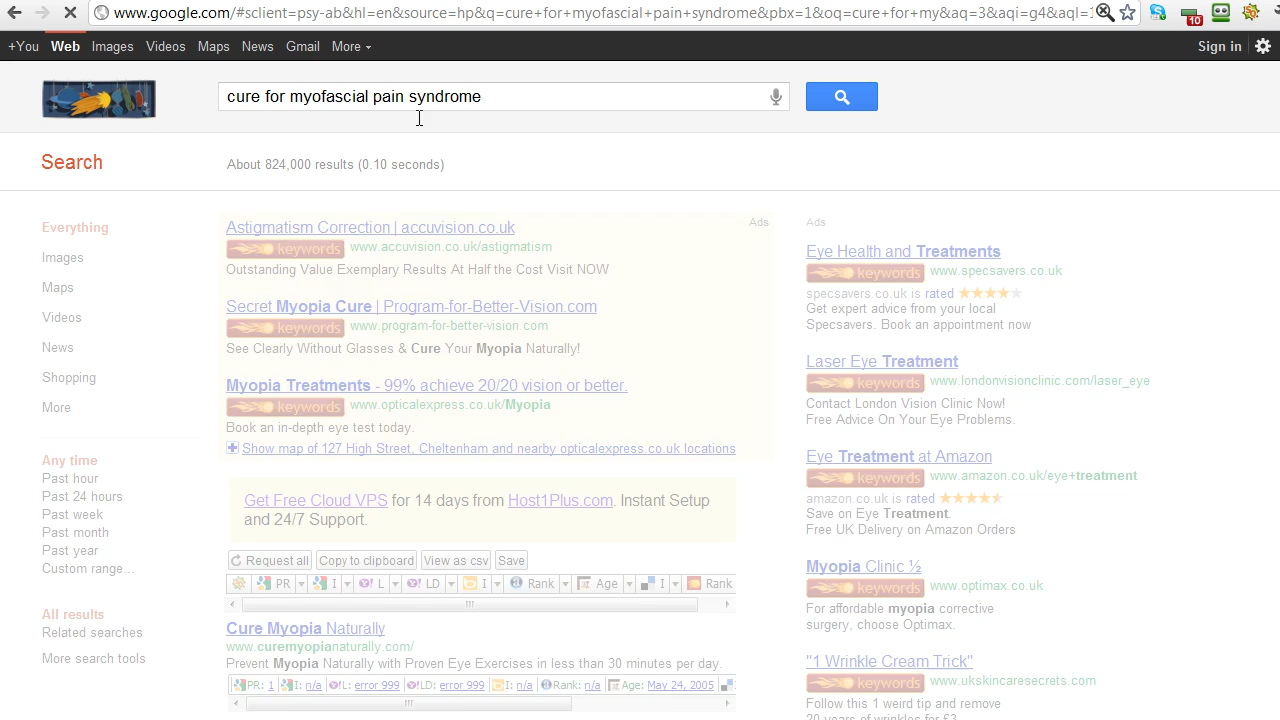 www.google.com/#sclient=psy-ab&hl=en&source=hp&q=cure+for+myofascial+pain+syndrome&pbx=1&oq=cure+for+my&aq=3&aqi=g4&aql=1
10
+You Web Images Videos Maps News Gmail More Sign in
cure for myofascial pain syndrome
Search About 824,000 results (0.10 seconds)
Everything
Images
Maps
Videos
News
Shopping
More
Any time
Past hour
Past 24 hours
Past week
Past month
Past year
Custom range...
All results
Related searches
More search tools
Ads
Astigmatism Correction | accuvision.co.uk
keywords www.accuvision.co.uk/astigmatism
Outstanding Value Exemplary Results At Half the Cost Visit NOW
Secret Myopia Cure | Program-for-Better-Vision.com
keywords www.program-for-better-vision.com
See Clearly Without Glasses & Cure Your Myopia Naturally!
Myopia Treatments - 99% achieve 20/20 vision or better.
keywords www.opticalexpress.co.uk/Myopia
Book an in-depth eye test today.
Show map of 127 High Street, Cheltenham and nearby opticalexpress.co.uk locations
Get Free Cloud VPS for 14 days from Host1Plus.com. Instant Setup
and 24/7 Support.
Request all Copy to clipboard View as csv Save
PR I L LD I Rank Age I Rank
Cure Myopia Naturally
www.curemyopianaturally.com/
Prevent Myopia Naturally with Proven Eye Exercises in less than 30 minutes per day.
PR: 1 I: n/a L: error 999 LD: error 999 I: n/a Rank: n/a Age: May 24, 2005
Ads
Eye Health and Treatments
keywords www.specsavers.co.uk
specsavers.co.uk is rated
Get expert advice from your local
Specsavers. Book an appointment now
Laser Eye Treatment
keywords www.londonvisionclinic.com/laser_eye
Contact London Vision Clinic Now!
Free Advice On Your Eye Problems.
Eye Treatment at Amazon
keywords www.amazon.co.uk/eye+treatment
amazon.co.uk is rated
Save on Eye Treatment.
Free UK Delivery on Amazon Orders
Myopia Clinic ½
keywords www.optimax.co.uk
For affordable myopia corrective
surgery, choose Optimax.
"1 Wrinkle Cream Trick"
keywords www.ukskincaresecrets.com
Follow this 1 weird tip and remove
20 years of wrinkles for £3